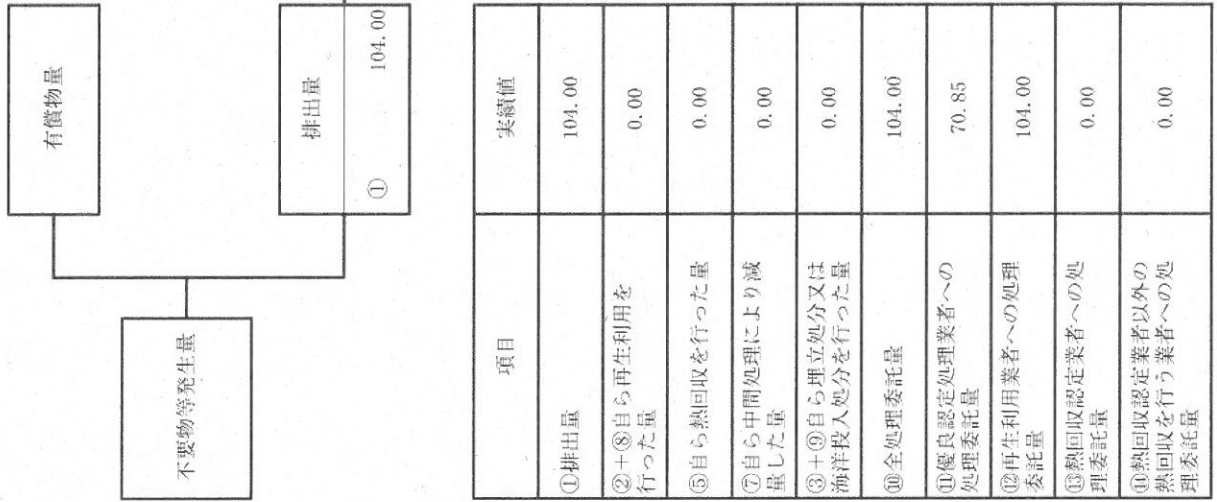 不要物等発生量
有償物量
排出量
① 104.00
項目 実績値
①排出量 104.00
②+⑧自ら再生利用を
行った量 0.00
⑤自ら熱回収を行った量 0.00
⑦自ら中間処理により減
量した量 0.00
③+⑨自ら埋立処分又は
海洋投入処分を行った量 0.00
⑩全処理委託量 104.00
⑪優良認定処理業者への
処理委託量 70.85
⑫再生利用業者への処理
委託量 104.00
⑬熱回収認定業者への処
理委託量 0.00
⑭熱回収認定業者以外の
熱回収を行う業者への処
理委託量 0.00